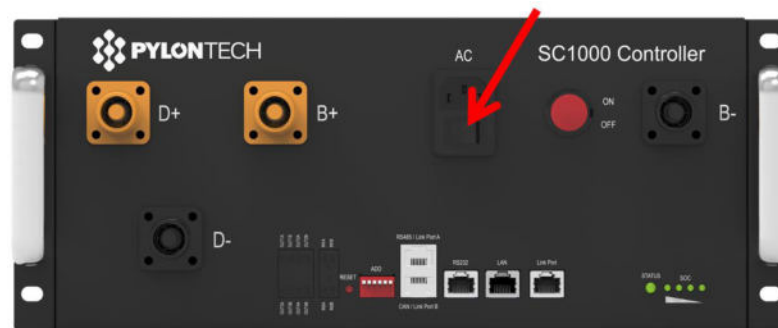 PYLONTECH
AC
SC1000 Controller
D+
B+
ON
OFF
B-
D-
RS485 / Link Port A
RESET
ADD
RS232
LAN
Link Port
STATUS
SOC
CAN / Link Port B